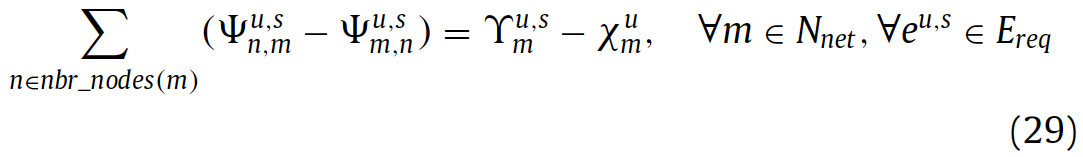 ∑ (Ψ^{u,s}_{n,m} − Ψ^{u,s}_{m,n}) = ϒ^{u,s}_m − χ^u_m, ∀m ∈ N_{net}, ∀e^{u,s} ∈ E_{req}
n∈nbr_nodes(m)
(29)